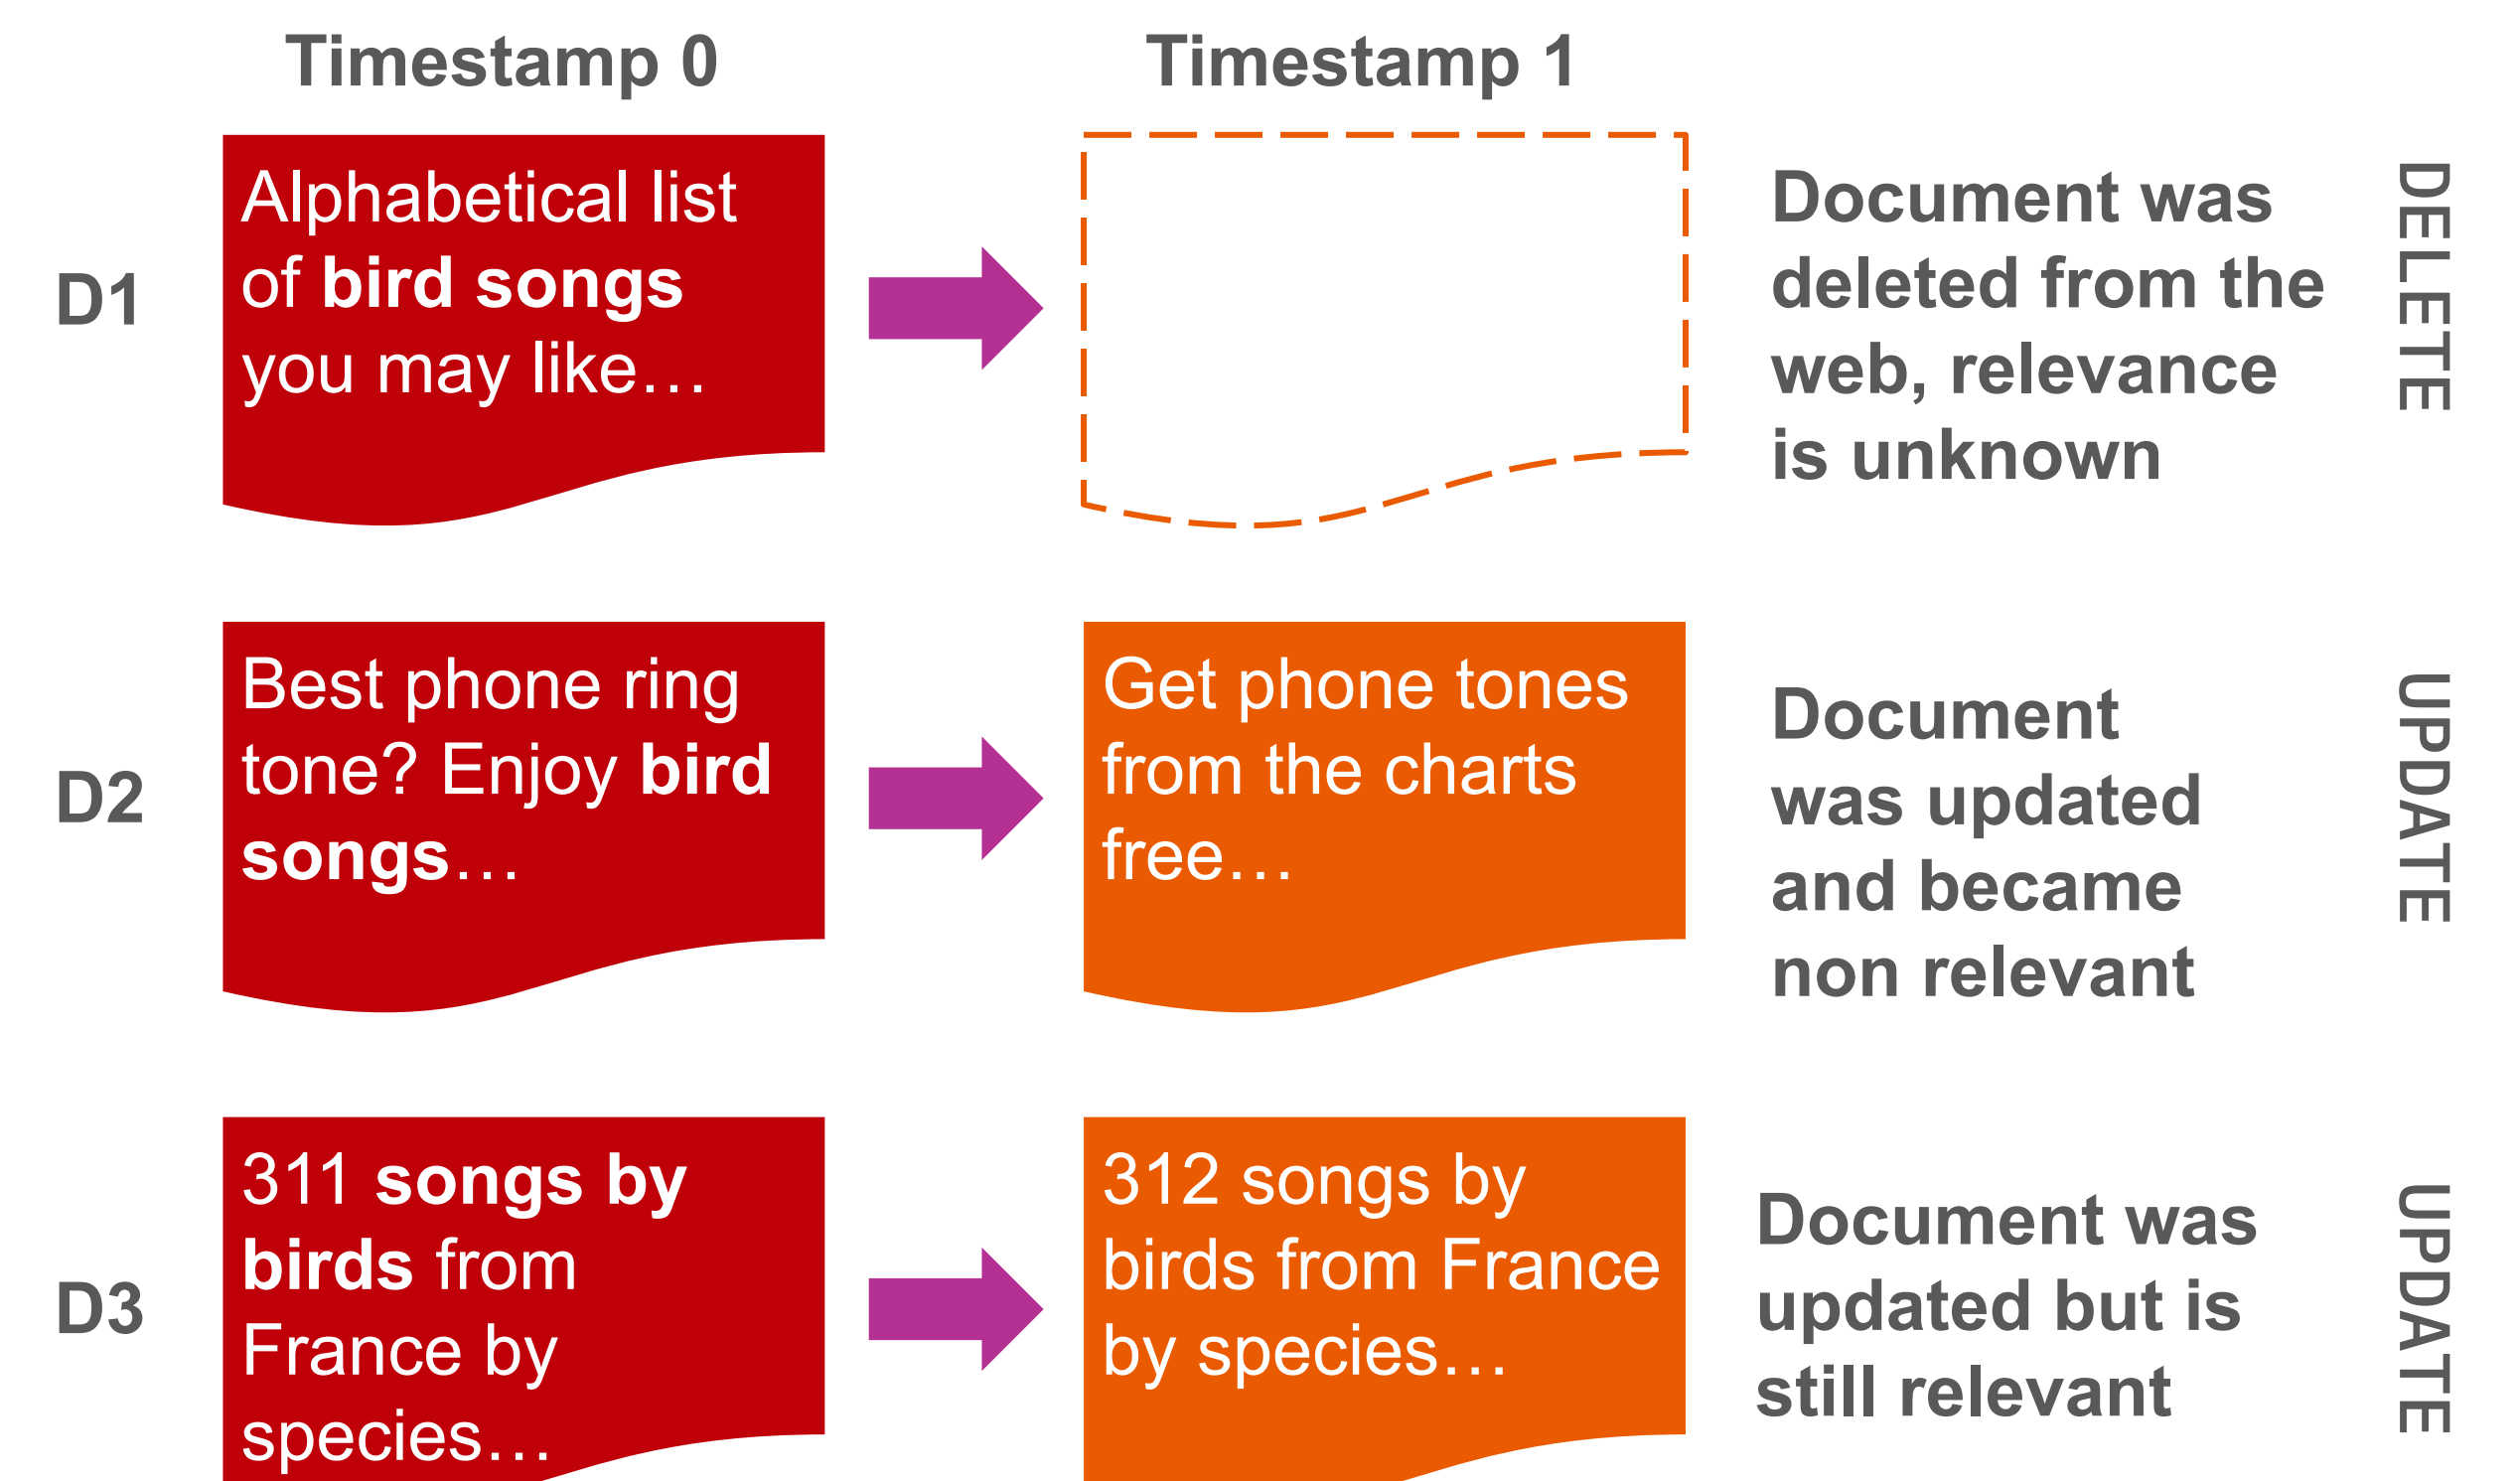 Timestamp 0
Timestamp 1
D1
Alphabetical list
of bird songs
you may like…
Document was
deleted from the
web, relevance
is unknown
DELETE
D2
Best phone ring
tone? Enjoy bird
songs…
Get phone tones
from the charts
free…
Document
was updated
and became
non relevant
UPDATE
D3
311 songs by
birds from
France by
species…
312 songs by
birds from France
by species…
Document was
updated but is
still relevant
UPDATE